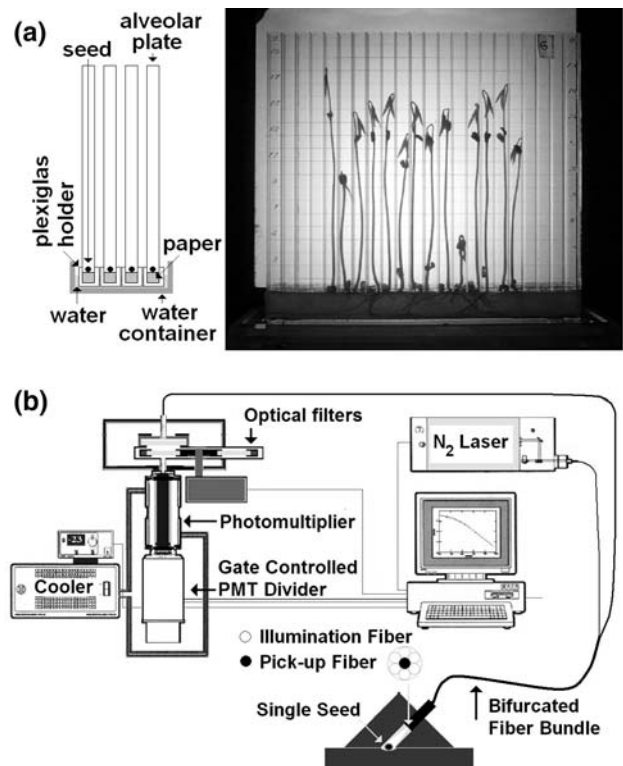 (a)
seed
alveolar
plate
plexiglas
holder
paper
water
water
container
6
(b)
Optical filters
N2 Laser
Photomultiplier
Gate Controlled
PMT Divider
Cooler
Illumination Fiber
Pick-up Fiber
Single Seed
Bifurcated
Fiber Bundle